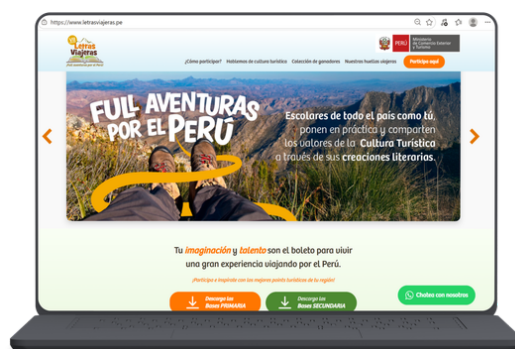 https://www.letrasviajeras.pe
Letras
Viajeras
PERÚ
Ministerio
de Comercio Exterior
y Turismo
¿Cómo participar? Hablemos de cultura turística Colección de ganadores Nuestras huellas viajeras Participa aquí
FULL AVENTURAS
POR EL PERÚ
Escolares de todo el país como tú,
ponen en práctica y comparten
los valores de la Cultura Turística
a través de sus creaciones literarias.
Tu imaginación y talento son el boleto para vivir
una gran experiencia viajando por el Perú.
¡Participa e inspírate con los mejores puntos turísticos de tu región!
Descarga las
Bases PRIMARIA
Descarga las
Bases SECUNDARIA
Chatea con nosotros